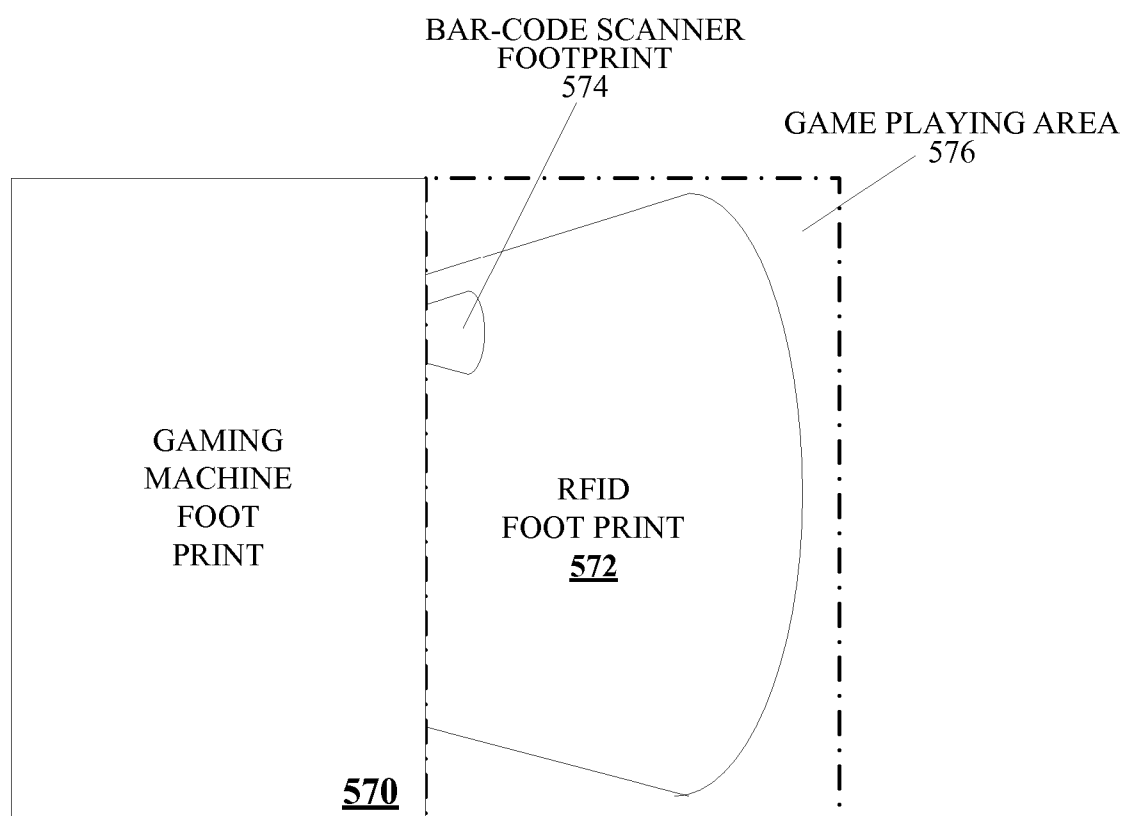 BAR-CODE SCANNER
FOOTPRINT
574
GAME PLAYING AREA
576
GAMING
MACHINE
FOOT
PRINT
RFID
FOOT PRINT
572
570